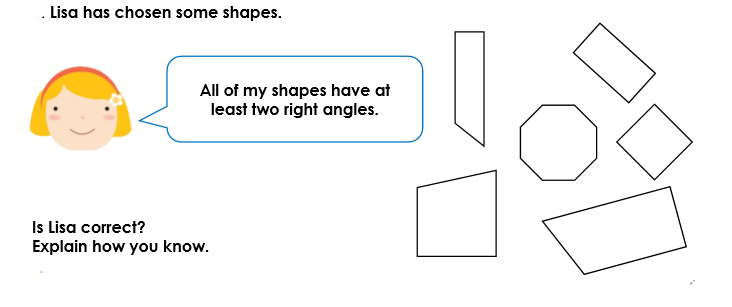 . Lisa has chosen some shapes.
All of my shapes have at
least two right angles.
Is Lisa correct?
Explain how you know.